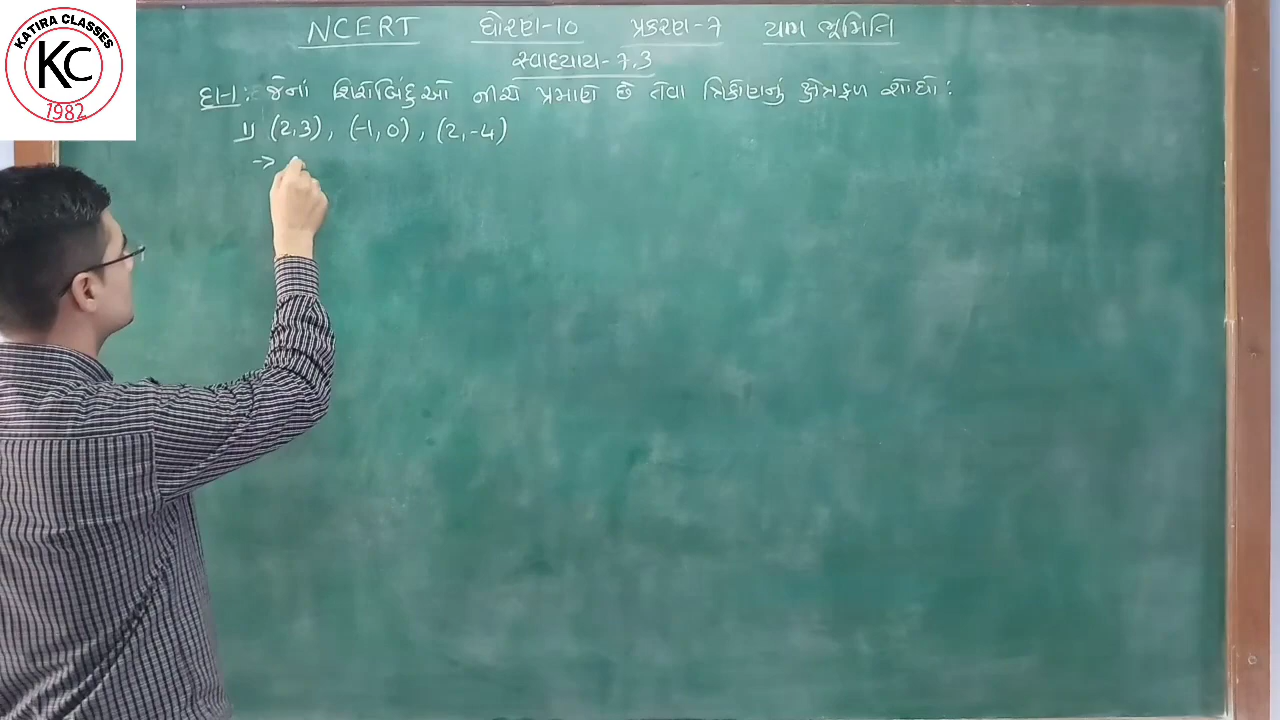 KATIRA CLASSES
KC
1982
NCERT ધોરણ-10 પ્રકરણ-7 યામ ભૂમિતિ
સ્વાધ્યાય-7.3
દા-1: જેનાં શિરોબિંદુઓ નીચે પ્રમાણે છે તેવા ત્રિકોણનું ક્ષેત્રફળ શોધો:
1) (2,3), (-1,0), (2,-4)
→